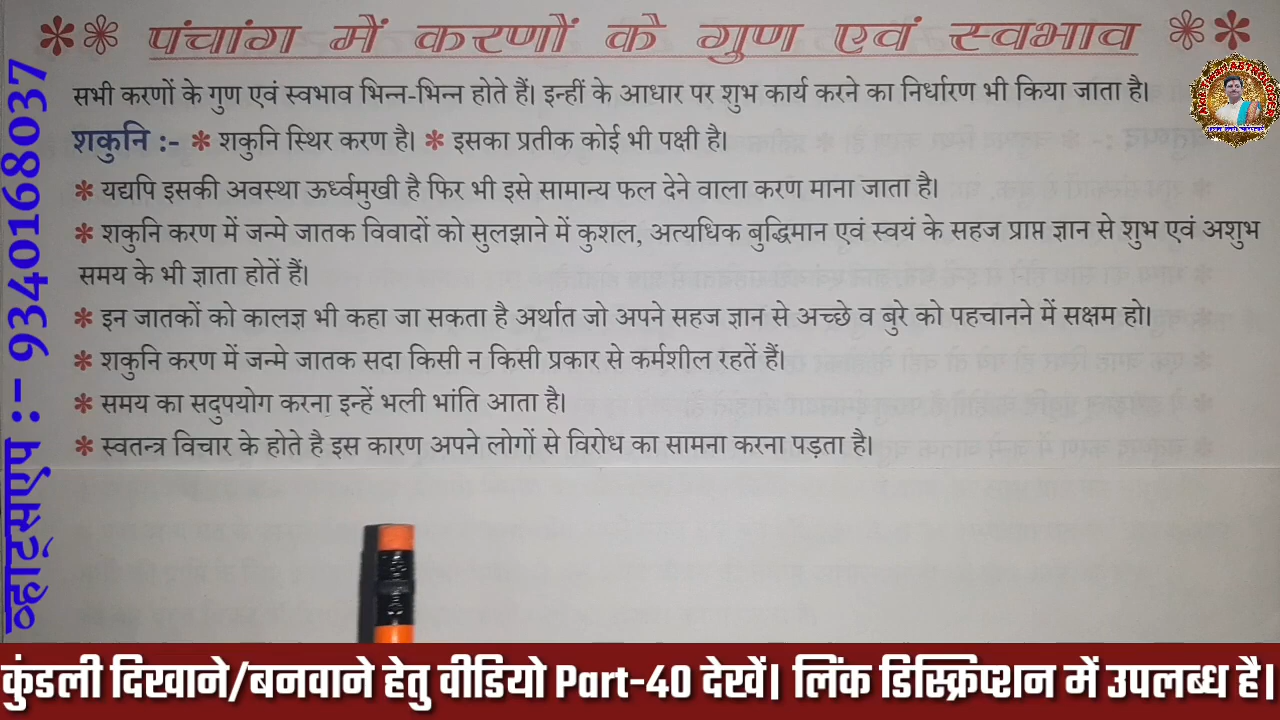 पंचांग में करणों के गुण एवं स्वभाव
सभी करणों के गुण एवं स्वभाव भिन्न-भिन्न होते हैं। इन्हीं के आधार पर शुभ कार्य करने का निर्धारण भी किया जाता है।
शकुनि :- ✻ शकुनि स्थिर करण है। ✻ इसका प्रतीक कोई भी पक्षी है।
✻ यद्यपि इसकी अवस्था ऊर्ध्वमुखी है फिर भी इसे सामान्य फल देने वाला करण माना जाता है।
✻ शकुनि करण में जन्मे जातक विवादों को सुलझाने में कुशल, अत्यधिक बुद्धिमान एवं स्वयं के सहज प्राप्त ज्ञान से शुभ एवं अशुभ
समय के भी ज्ञाता होतें हैं।
✻ इन जातकों को कालज्ञ भी कहा जा सकता है अर्थात जो अपने सहज ज्ञान से अच्छे व बुरे को पहचानने में सक्षम हो।
✻ शकुनि करण में जन्मे जातक सदा किसी न किसी प्रकार से कर्मशील रहतें हैं।
✻ समय का सदुपयोग करना इन्हें भली भांति आता है।
✻ स्वतन्त्र विचार के होते है इस कारण अपने लोगों से विरोध का सामना करना पड़ता है।
व्हाट्सएप :- 9340168037
कुंडली दिखाने/बनवाने हेतु वीडियो Part-40 देखें। लिंक डिस्क्रिप्शन में उपलब्ध है।